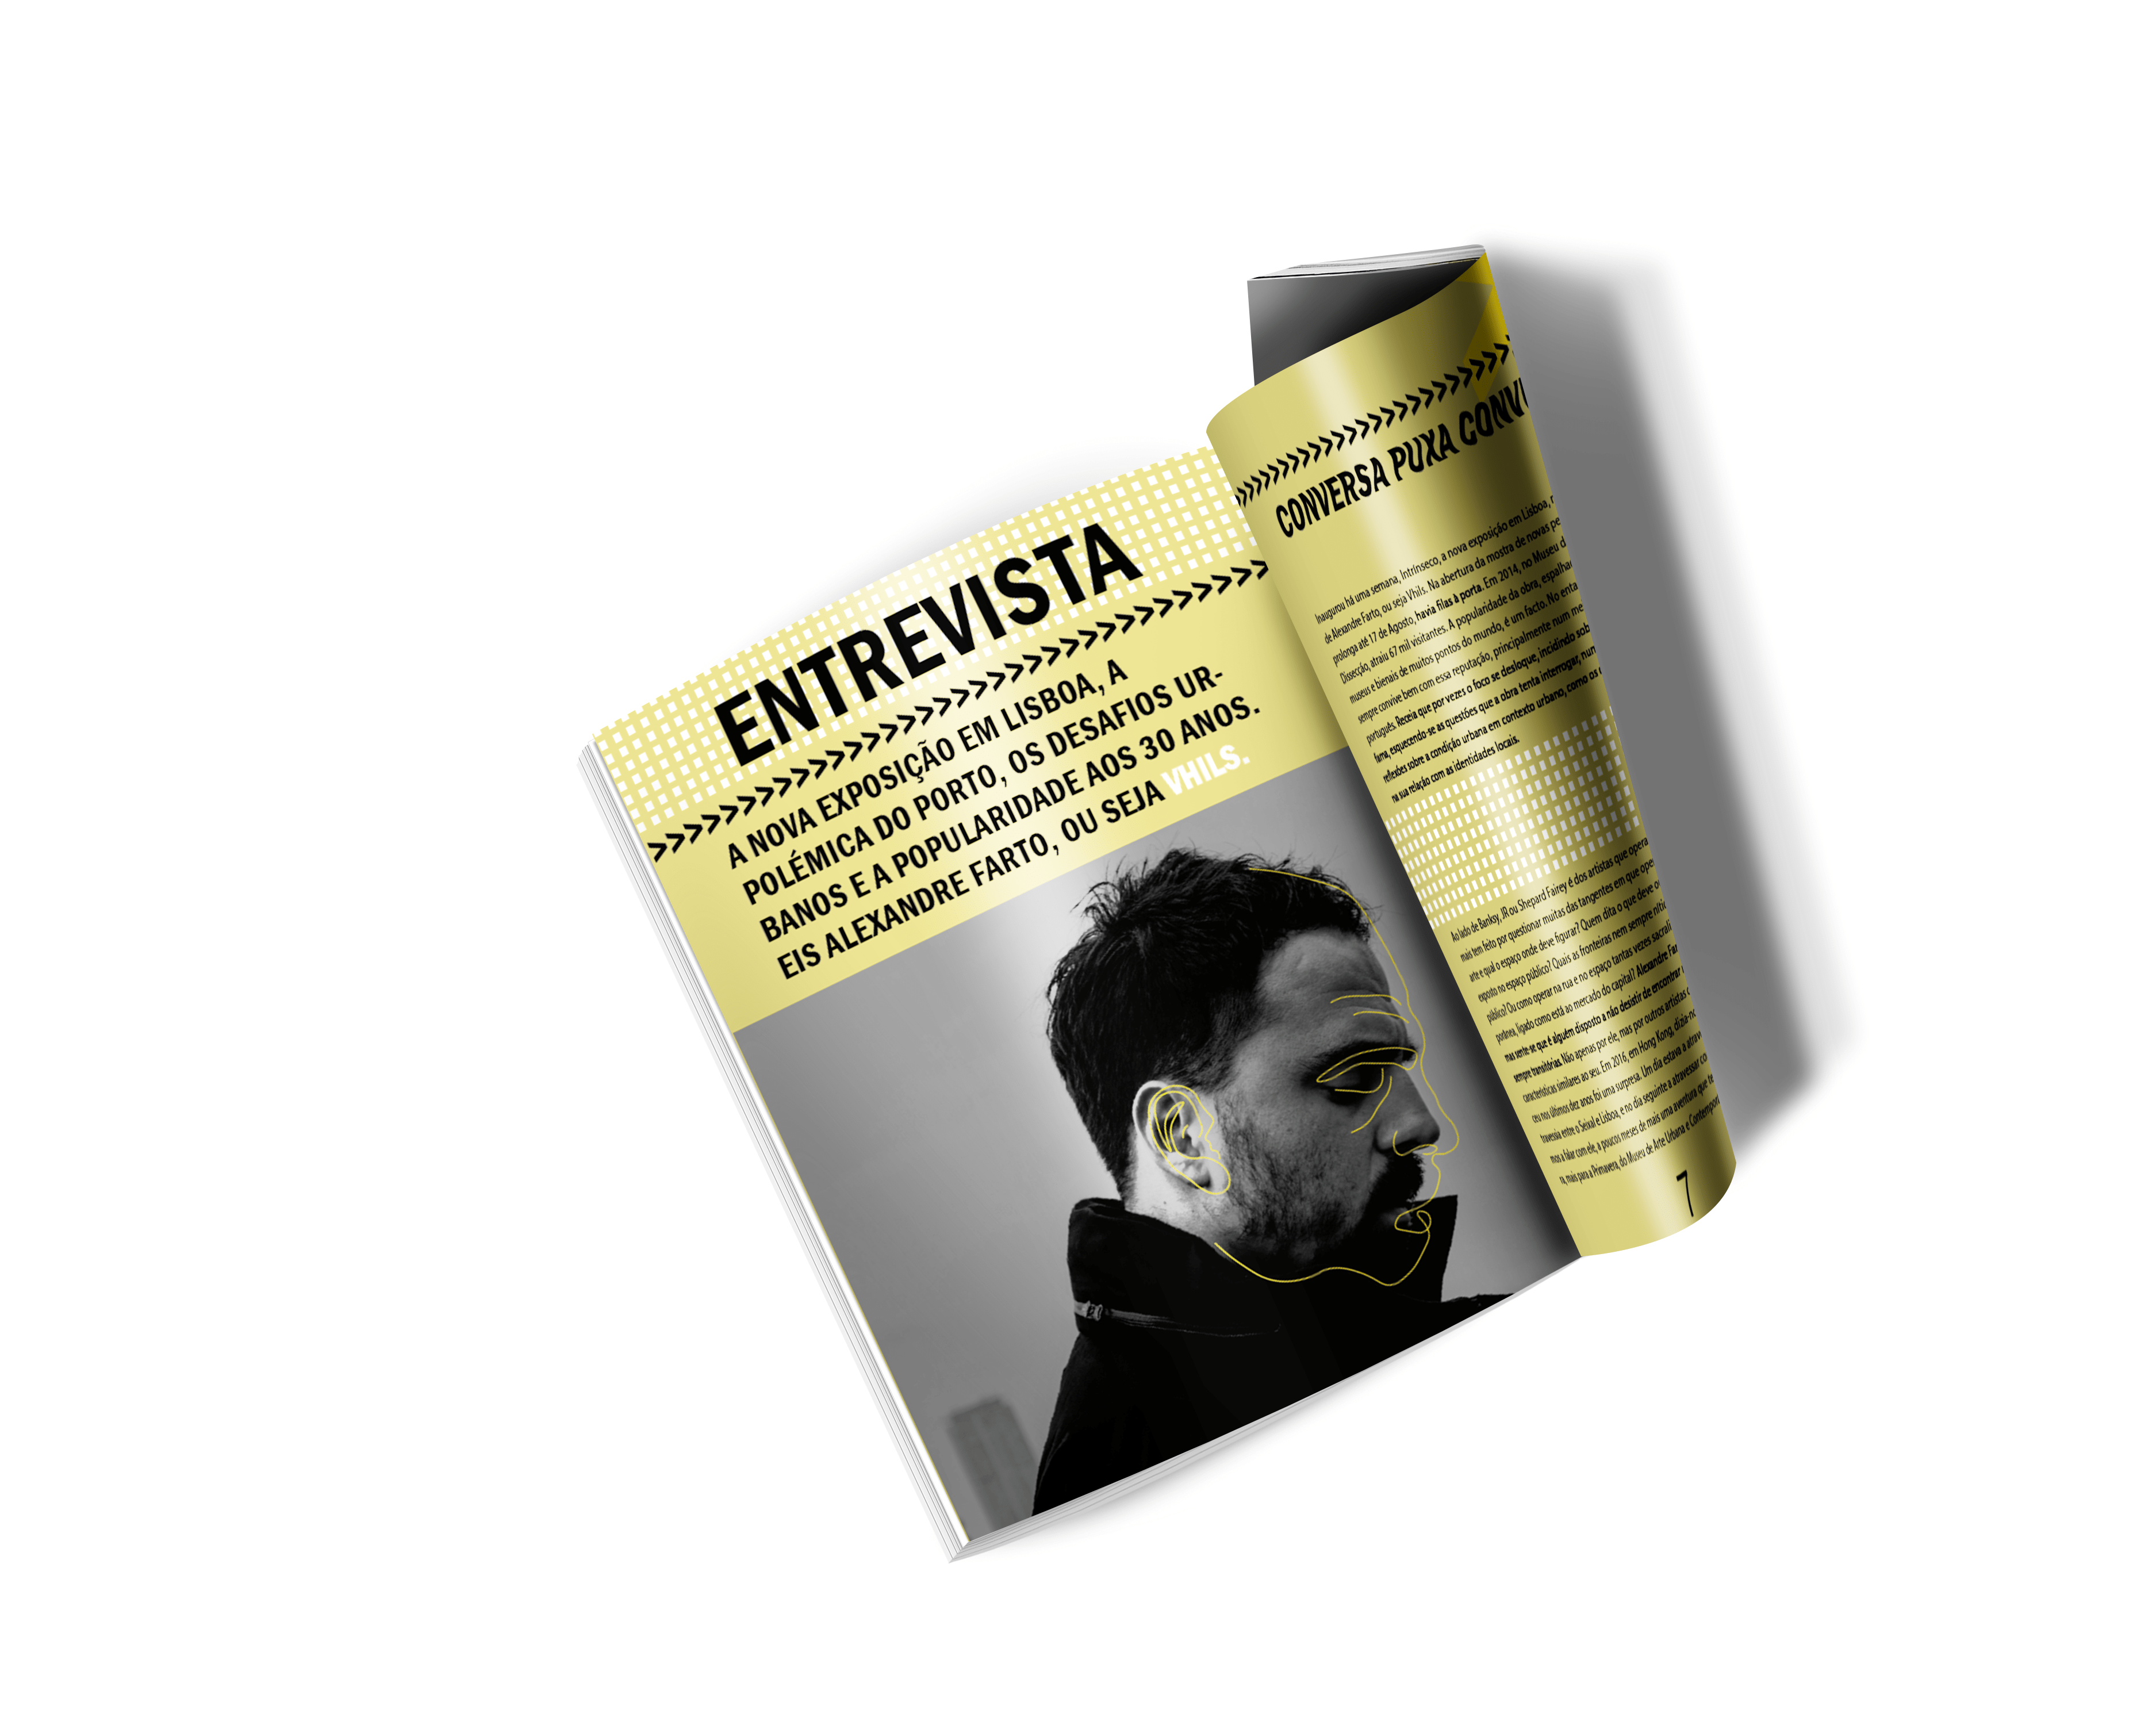 ENTREVISTA
>>>>>>>>>>>>>>>>>>>>>>>>>>>>>
A NOVA EXPOSIÇÃO EM LISBOA, A
POLÉMICA DO PORTO, OS DESAFIOS UR-
BANOS E A POPULARIDADE AOS 30 ANOS.
EIS ALEXANDRE FARTO, OU SEJA VHILS.
>>>>>>>>>>>>>>>>>>>>>>>
CONVERSA PUXA
Inaugurou há uma semana, Intrínseco, a nova exposição em Lisboa,
de Alexandre Farto, ou seja Vhils. Na abertura da mostra de novas
prolonga até 17 de Agosto, havia filas à porta. Em 2014, no Museu
Dissecção, atraiu 67 mil visitantes. A popularidade da obra,
museus e bienais de muitos pontos do mundo, é um facto. No
sempre convive bem com essa reputação, principalmente num
português. Receia que por vezes o foco se desloque, incidindo
fama, esquecendo-se as questões que a obra tenta interrogar,
reflexões sobre a condição urbana em contexto urbano, como os
na sua relação com as identidades locais.
Ao lado de Banksy, JR ou Shepard Fairey é dos artistas que
mais tem feito por questionar muitas das tangentes em que
arte e qual o espaço onde deve figurar? Quem dita o que deve
exposto no espaço público? Quais as fronteiras nem sempre
público? Ou como operar na rua e no espaço tantas vezes
porânea, ligado como está ao mercado do capital? Alexandre
mas sente-se que é alguém disposto a não desistir de encontrar
sempre transitórias. Não apenas por ele, mas por outros artistas
características similares ao seu. Em 2016, em Hong Kong,
ceu nos últimos dez anos foi uma surpresa. Um dia estava a
travessia entre o Seixal e Lisboa, e no dia seguinte a atravessar
mos a falar com ele, a poucos meses de mais uma aventura que
ra, mais para a Primavera, do Museu de Arte Urbana e
7